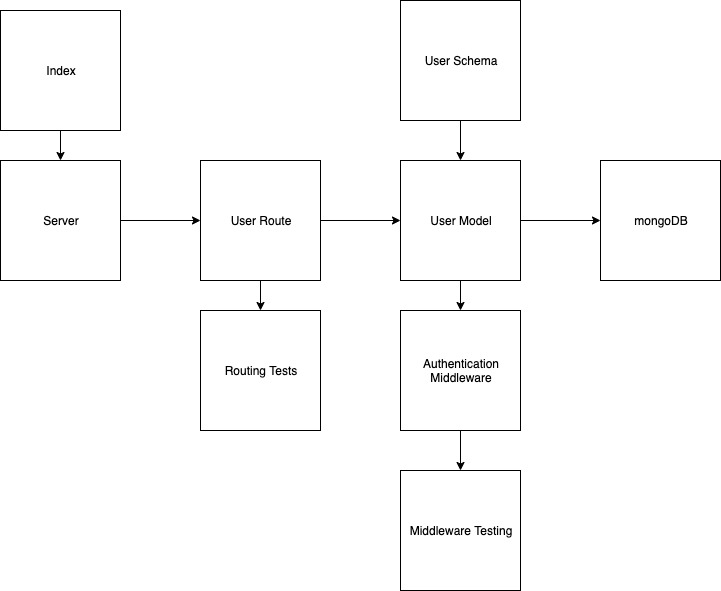 Index
User Schema
Server
User Route
User Model
mongoDB
Routing Tests
Authentication
Middleware
Middleware Testing